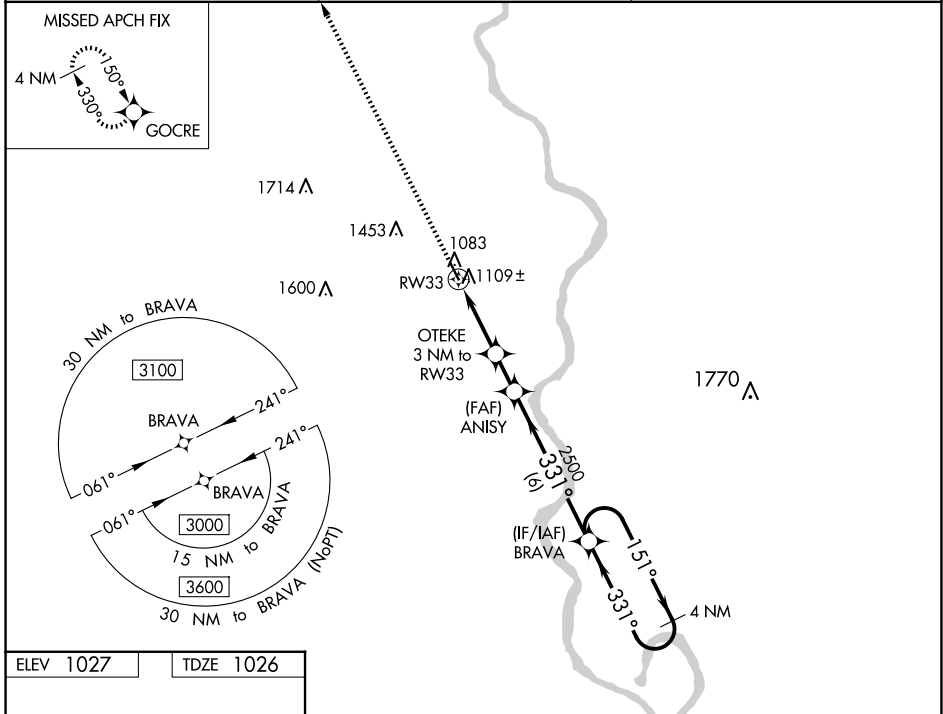 MISSED APCH FIX
4 NM
150°
330°
GOCRE
1714
1453
1083
RW33
1109±
1600
OTEKE
3 NM to
RW33
(FAF)
ANISY
1770
2500
331°
(6)
(IF/IAF)
BRAVA
151°
331°
4 NM
30 NM to BRAVA
3100
BRAVA
241°
061°
241°
BRAVA
061°
3000
15 NM to BRAVA
3600
30 NM to BRAVA (NoPT)
ELEV 1027
TDZE 1026